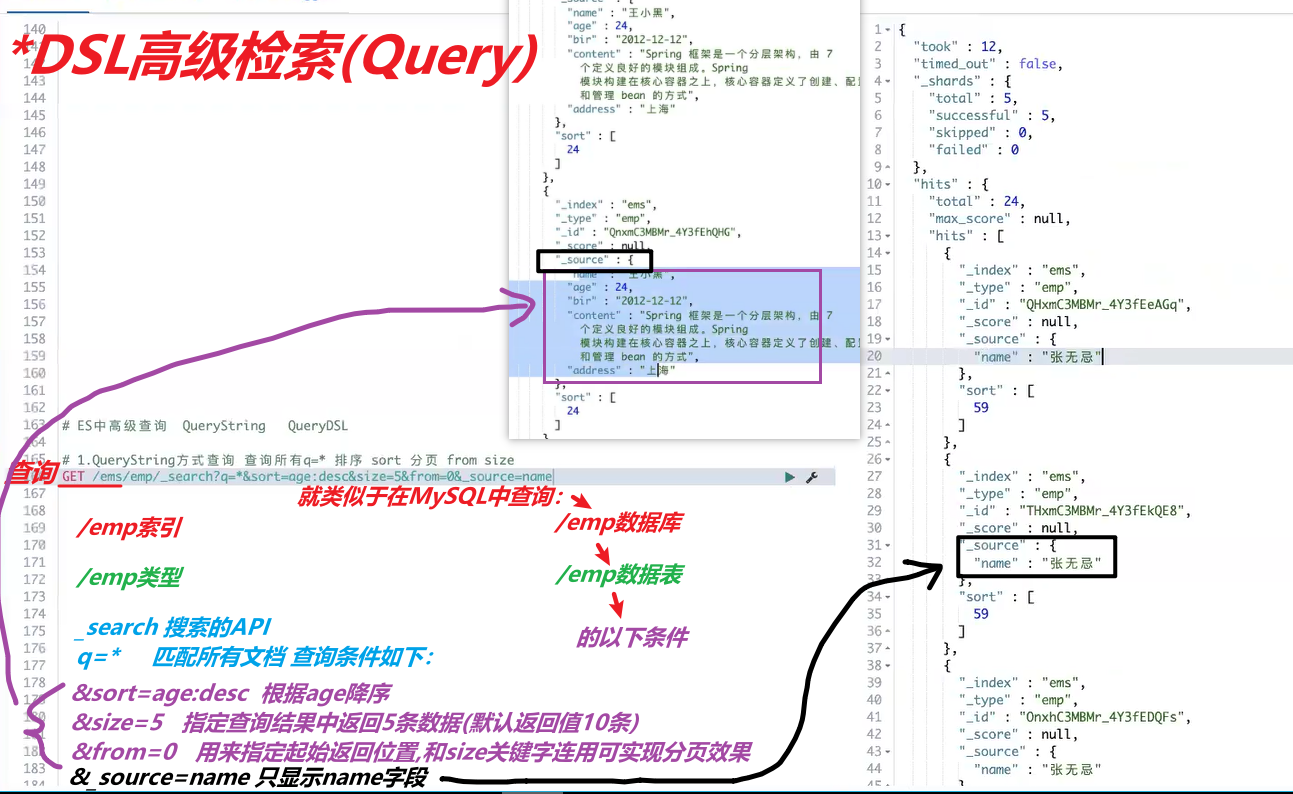 *DSL高级检索(Query)
140
143
144
145
146
147
148
149
150
151
152
153
154
155
156
157
158
159
160
161
162
163 # ES中高级查询 QueryString QueryDSL
164
# 1.QueryString方式查询 查询所有q=* 排序 sort 分页 from size
查询 GET /ems/emp/_search?q=*&sort=age:desc&size=5&from=0&_source=name
167
168
169
170
171
172
173
174
175
176
177
178
183
184
就类似于在MySQL中查询:
/emp索引
/emp数据库
/emp类型
/emp数据表
_search 搜索的API
的以下条件
q=* 匹配所有文档 查询条件如下:
&sort=age:desc 根据age降序
&size=5 指定查询结果中返回5条数据(默认返回值10条)
&from=0 用来指定起始返回位置,和size关键字连用可实现分页效果
&_source=name 只显示name字段
"_source" : {
"name" : "王小黑",
"age" : 24,
"bir" : "2012-12-12",
"content" : "Spring 框架是一个分层架构，由 7
个定义良好的模块组成。Spring
模块构建在核心容器之上，核心容器定义了创建、配置
和管理 bean 的方式",
"address" : "上海"
},
"sort" : [
24
]
},
{
"_index" : "ems",
"_type" : "emp",
"_id" : "QnxmC3MBMr_4Y3fEhQHG",
"_score" : null,
"_source" : {
"name" : "王小黑",
"age" : 24,
"bir" : "2012-12-12",
"content" : "Spring 框架是一个分层架构，由 7
个定义良好的模块组成。Spring
模块构建在核心容器之上，核心容器定义了创建、配置
和管理 bean 的方式",
"address" : "上海"
},
"sort" : [
24
]
}
1 {
2 "took" : 12,
3 "timed_out" : false,
4 "_shards" : {
5 "total" : 5,
6 "successful" : 5,
7 "skipped" : 0,
8 "failed" : 0
9 },
10 "hits" : {
11 "total" : 24,
12 "max_score" : null,
13 "hits" : [
14 {
15 "_index" : "ems",
16 "_type" : "emp",
17 "_id" : "QHxmC3MBMr_4Y3fEeAGq",
18 "_score" : null,
19 "_source" : {
20 "name" : "张无忌"
21 },
22 "sort" : [
23 59
24 ]
25 },
26 {
27 "_index" : "ems",
28 "_type" : "emp",
29 "_id" : "THxmC3MBMr_4Y3fEkQE8",
30 "_score" : null,
31 "_source" : {
32 "name" : "张无忌"
33 },
34 "sort" : [
35 59
36 ]
37 },
38 {
39 "_index" : "ems",
40 "_type" : "emp",
41 "_id" : "OnxhC3MBMr_4Y3fEDQFs",
42 "_score" : null,
43 "_source" : {
44 "name" : "张无忌"
45 }